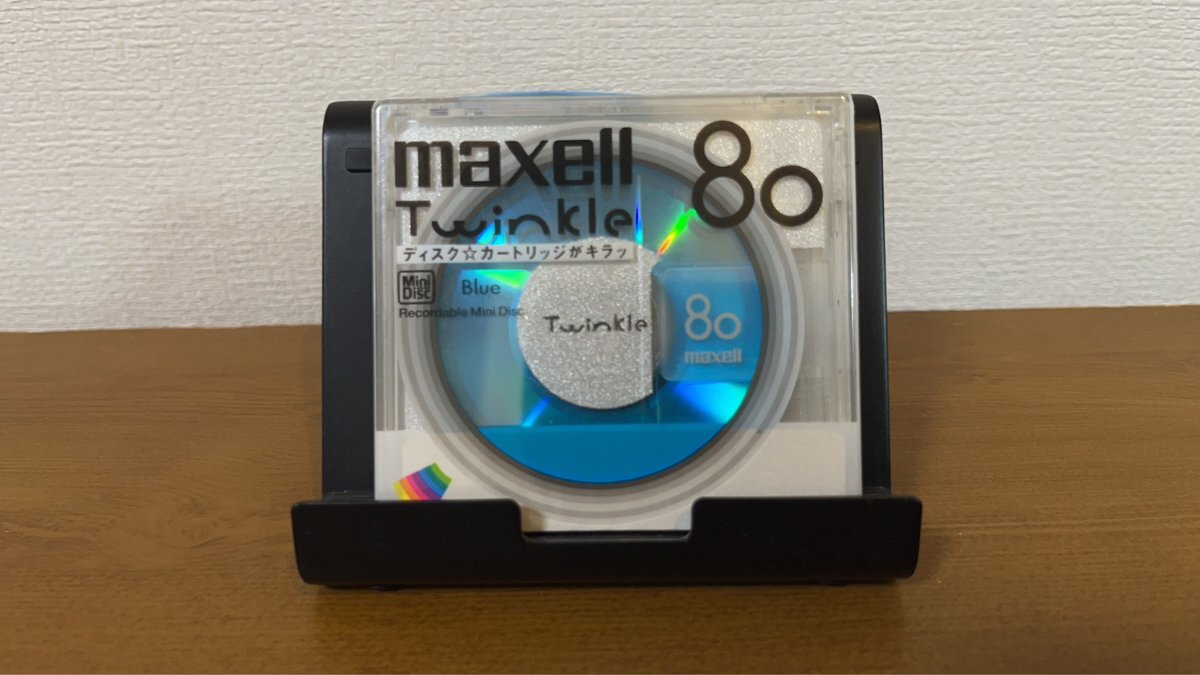 maxell
80
Twinkle
ディスク☆カートリッジがキラッ
Mini Disc
Blue
Recordable Mini Disc
Twinkle
80
maxell